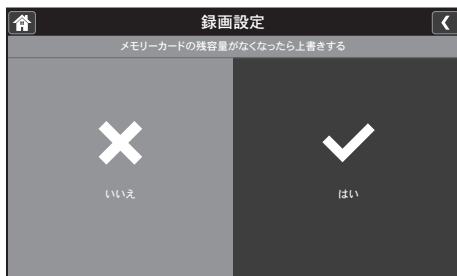 録画設定
メモリーカードの残容量がなくなったら上書きする
いいえ
はい